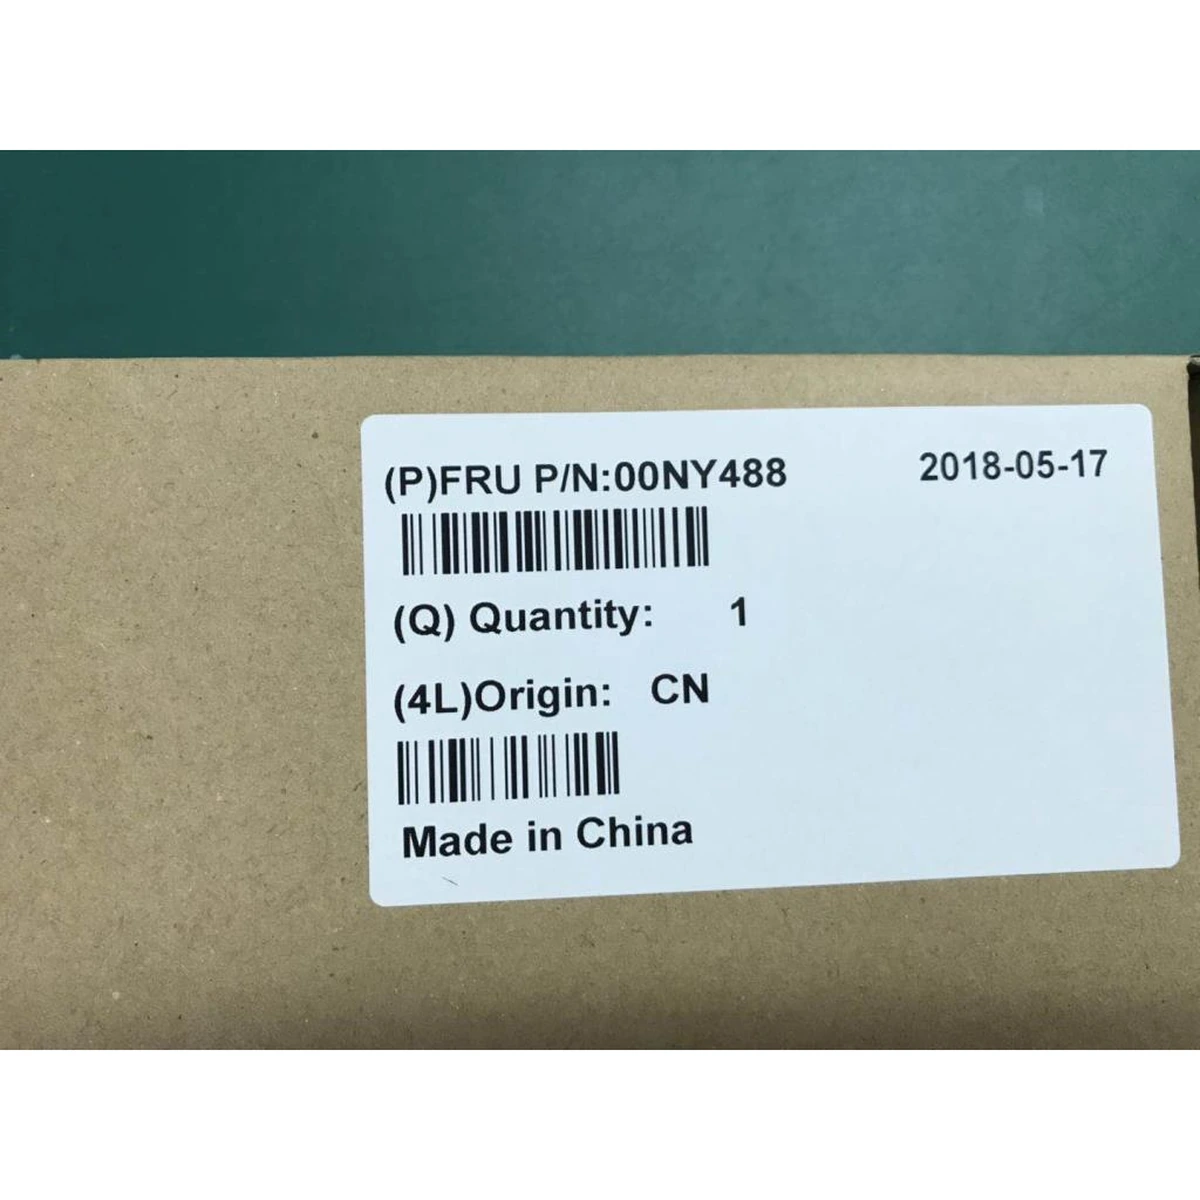 (P)FRU P/N:00NY488 2018-05-17
(Q) Quantity: 1
(4L)Origin: CN
Made in China